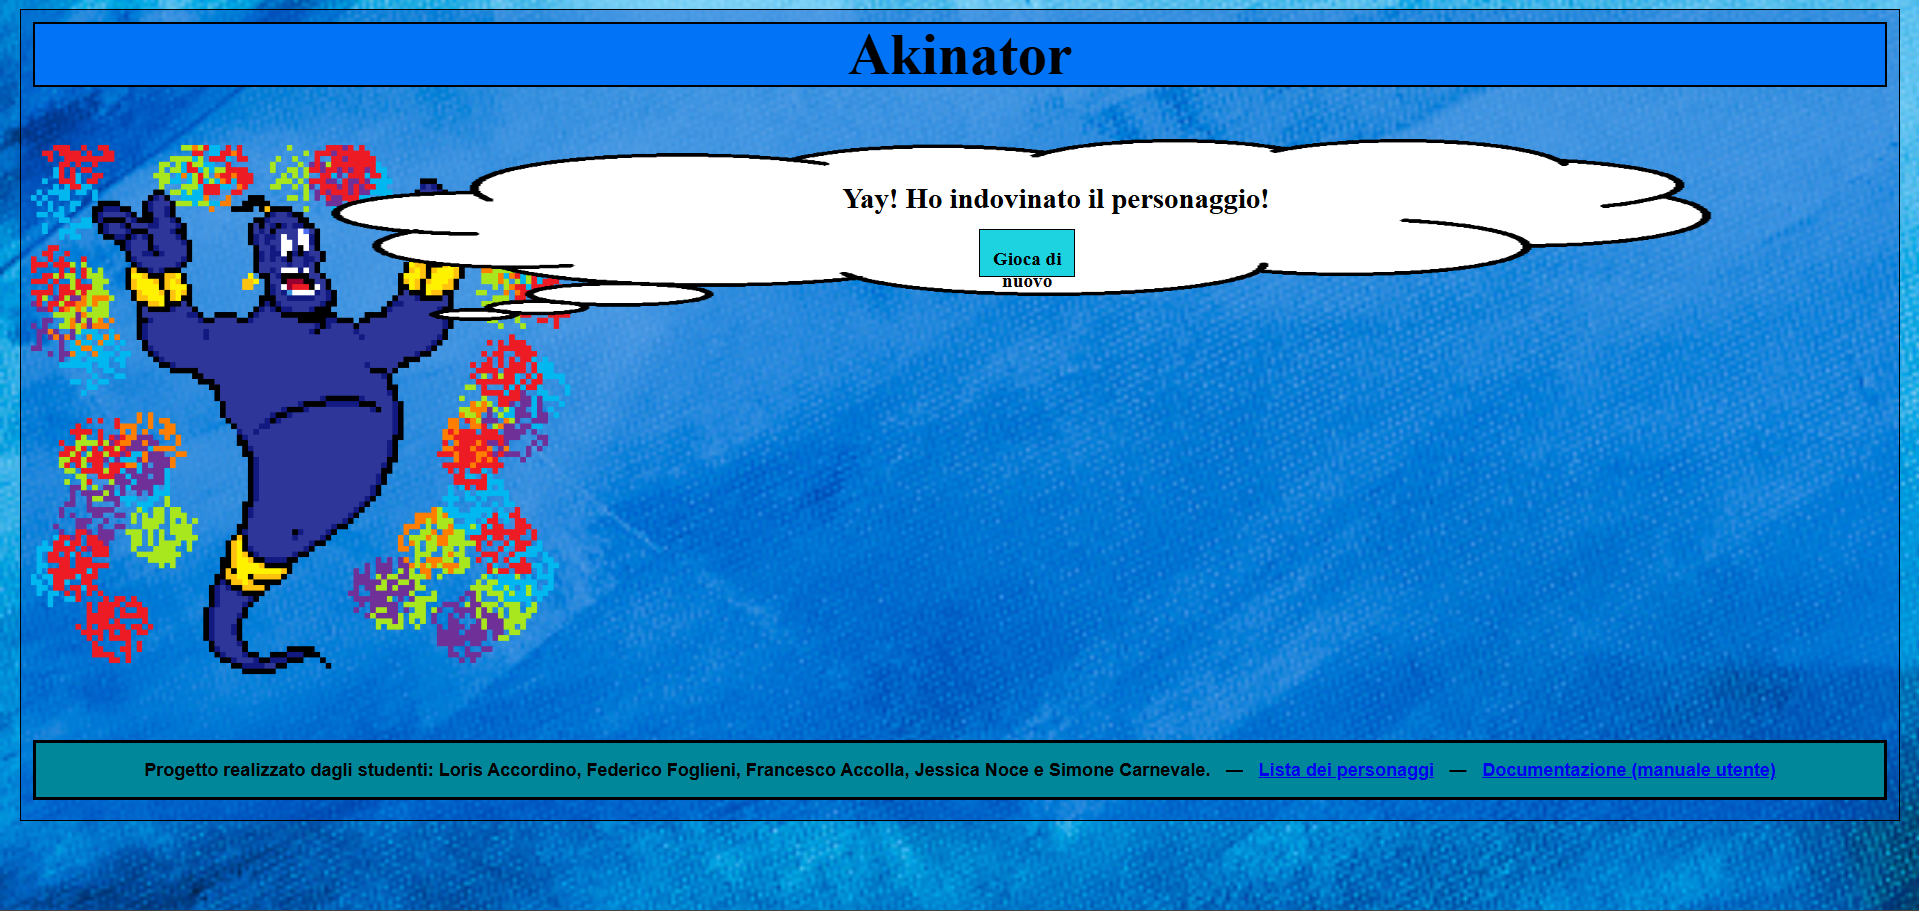 Akinator
Yay! Ho indovinato il personaggio!
Gioca di
nuovo
Progetto realizzato dagli studenti: Loris Accordino, Federico Foglieni, Francesco Accolla, Jessica Noce e Simone Carnevale. — Lista dei personaggi — Documentazione (manuale utente)